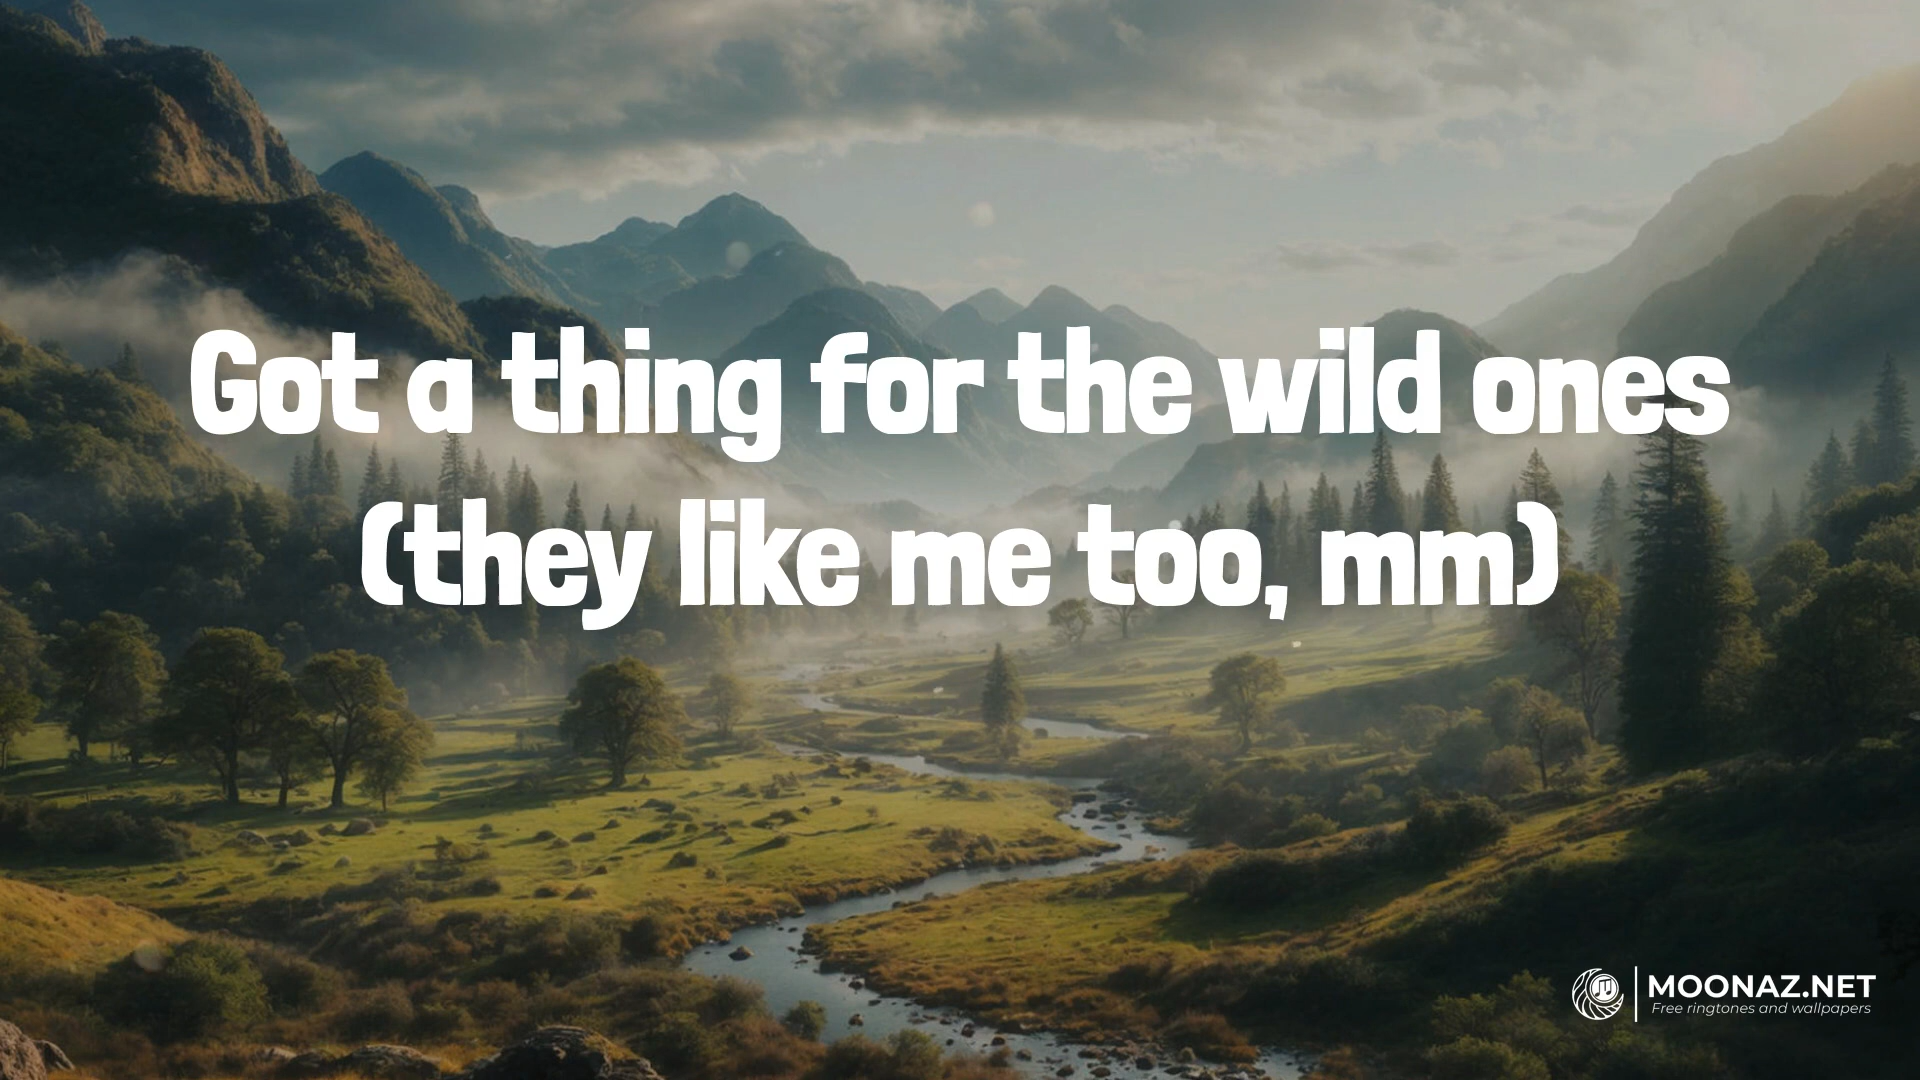 Got a thing for the wild ones
(they like me too, mm)
MOONAZ.NET
Free ringtones and wallpapers